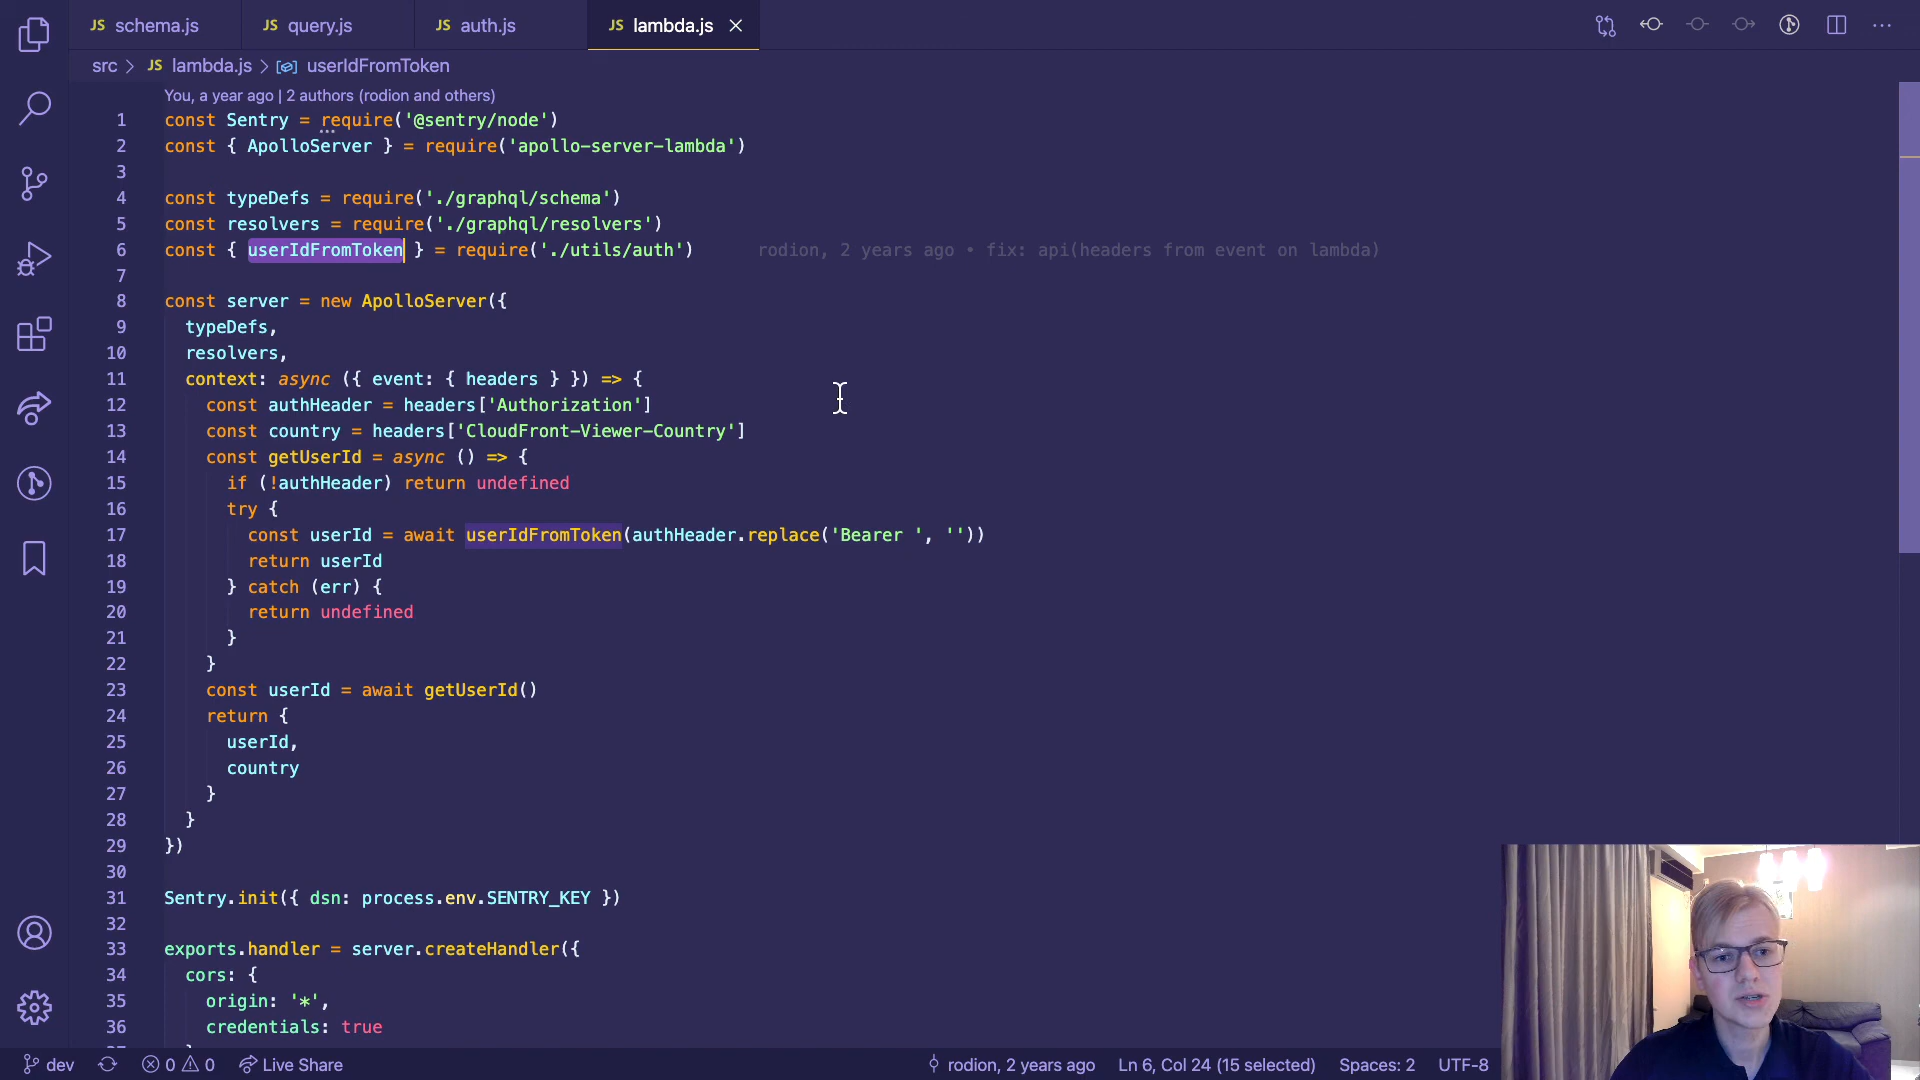 JS schema.js
JS query.js
JS auth.js
JS lambda.js
src > JS lambda.js > userIdFromToken
You, a year ago | 2 authors (rodion and others)
1 const Sentry = require('@sentry/node')
2 const { ApolloServer } = require('apollo-server-lambda')
3
4 const typeDefs = require('./graphql/schema')
5 const resolvers = require('./graphql/resolvers')
6 const { userIdFromToken } = require('./utils/auth') rodion, 2 years ago • fix: api(headers from event on lambda)
7
8 const server = new ApolloServer({
9 typeDefs,
10 resolvers,
11 context: async ({ event: { headers } }) => {
12 const authHeader = headers['Authorization']
13 const country = headers['CloudFront-Viewer-Country']
14 const getUserId = async () => {
15 if (!authHeader) return undefined
16 try {
17 const userId = await userIdFromToken(authHeader.replace('Bearer ', ''))
18 return userId
19 } catch (err) {
20 return undefined
21 }
22 }
23 const userId = await getUserId()
24 return {
25 userId,
26 country
27 }
28 }
29 })
30
31 Sentry.init({ dsn: process.env.SENTRY_KEY })
32
33 exports.handler = server.createHandler({
34 cors: {
35 origin: '*',
36 credentials: true
dev 0 0 Live Share rodion, 2 years ago Ln 6, Col 24 (15 selected) Spaces: 2 UTF-8